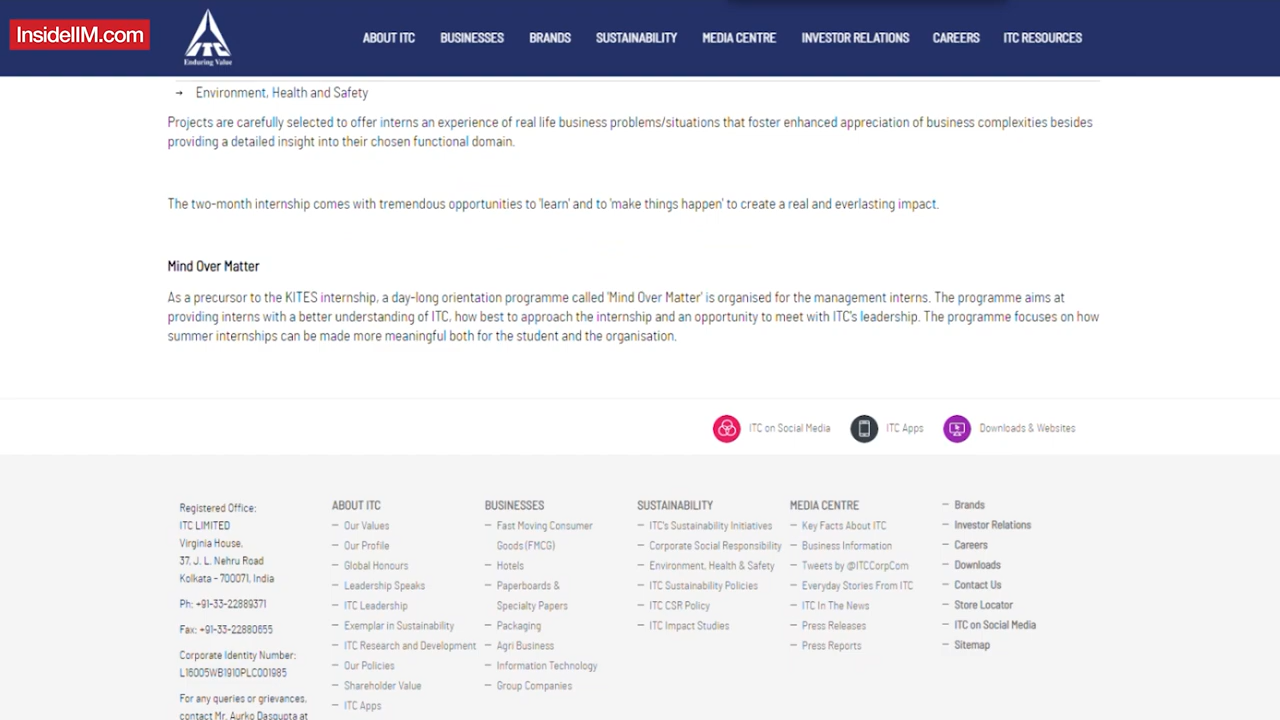 InsideIIM.com
ITC
Enduring Value
ABOUT ITC BUSINESSES BRANDS SUSTAINABILITY MEDIA CENTRE INVESTOR RELATIONS CAREERS ITC RESOURCES
→ Environment, Health and Safety
Projects are carefully selected to offer interns an experience of real life business problems/situations that foster enhanced appreciation of business complexities besides
providing a detailed insight into their chosen functional domain.
The two-month internship comes with tremendous opportunities to 'learn' and to 'make things happen' to create a real and everlasting impact.
Mind Over Matter
As a precursor to the KITES internship, a day-long orientation programme called 'Mind Over Matter' is organised for the management interns. The programme aims at
providing interns with a better understanding of ITC, how best to approach the internship and an opportunity to meet with ITC's leadership. The programme focuses on how
summer internships can be made more meaningful both for the student and the organisation.
ITC on Social Media ITC Apps Downloads & Websites
Registered Office:
ITC LIMITED
Virginia House,
37, J. L. Nehru Road
Kolkata - 700071, India
Ph: +91-33-22889371
Fax: +91-33-22880655
Corporate Identity Number:
L16005WB1910PLC001985
For any queries or grievances,
contact Mr. Aurko Dasgupta at
ABOUT ITC
– Our Values
– Our Profile
– Global Honours
– Leadership Speaks
– ITC Leadership
– Exemplar in Sustainability
– ITC Research and Development
– Our Policies
– Shareholder Value
– ITC Apps
BUSINESSES
– Fast Moving Consumer
Goods (FMCG)
– Hotels
– Paperboards &
Specialty Papers
– Packaging
– Agri Business
– Information Technology
– Group Companies
SUSTAINABILITY
– ITC's Sustainability Initiatives
– Corporate Social Responsibility
– Environment, Health & Safety
– ITC Sustainability Policies
– ITC CSR Policy
– ITC Impact Studies
MEDIA CENTRE
– Key Facts About ITC
– Business Information
– Tweets by @ITCCorpCom
– Everyday Stories From ITC
– ITC In The News
– Press Releases
– Press Reports
– Brands
– Investor Relations
– Careers
– Downloads
– Contact Us
– Store Locator
– ITC on Social Media
– Sitemap